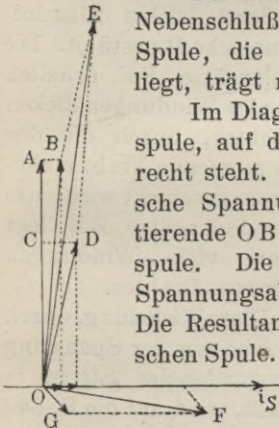 Nebenschluß
Spule, die
liegt, trägt
Im Diag
spule, auf d
recht steht.
sche Spannu
tierende OB
spule. Die
Spannungsa
Die Resultan
schen Spule.
E
A B
C D
O
G
F
i_S